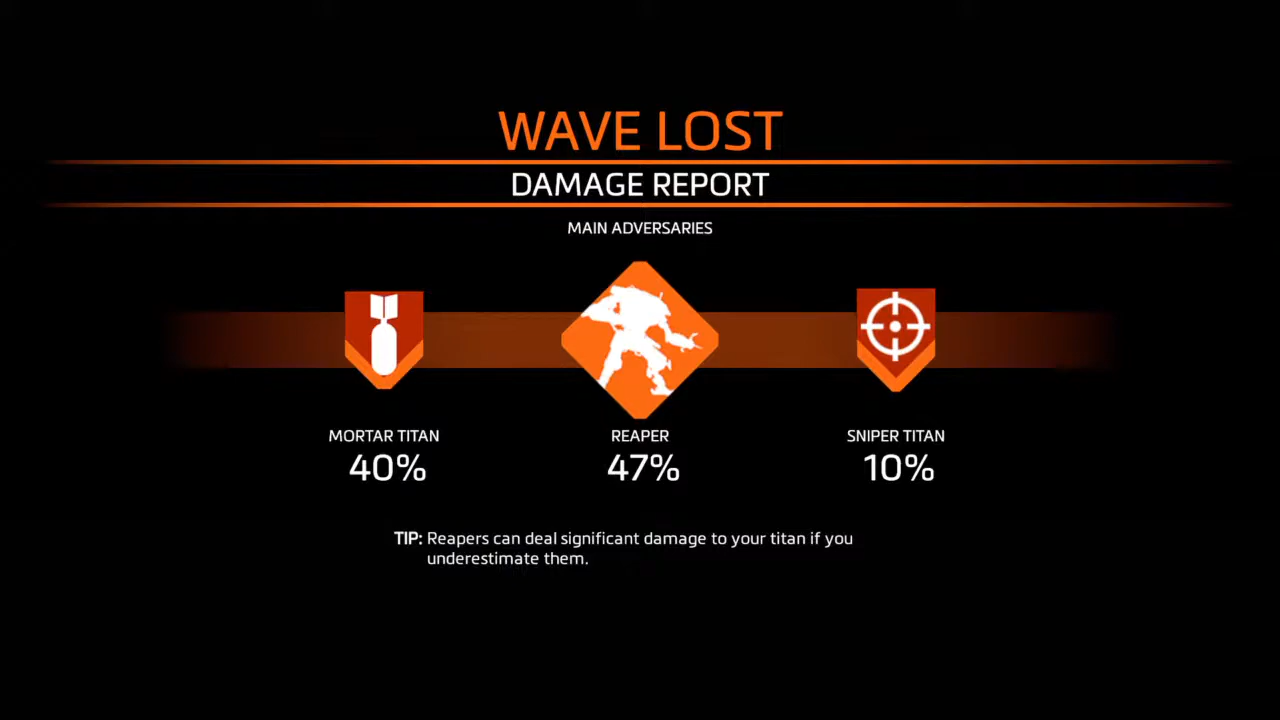 WAVE LOST
DAMAGE REPORT
MAIN ADVERSARIES
MORTAR TITAN
40%
REAPER
47%
SNIPER TITAN
10%
TIP: Reapers can deal significant damage to your titan if you
underestimate them.